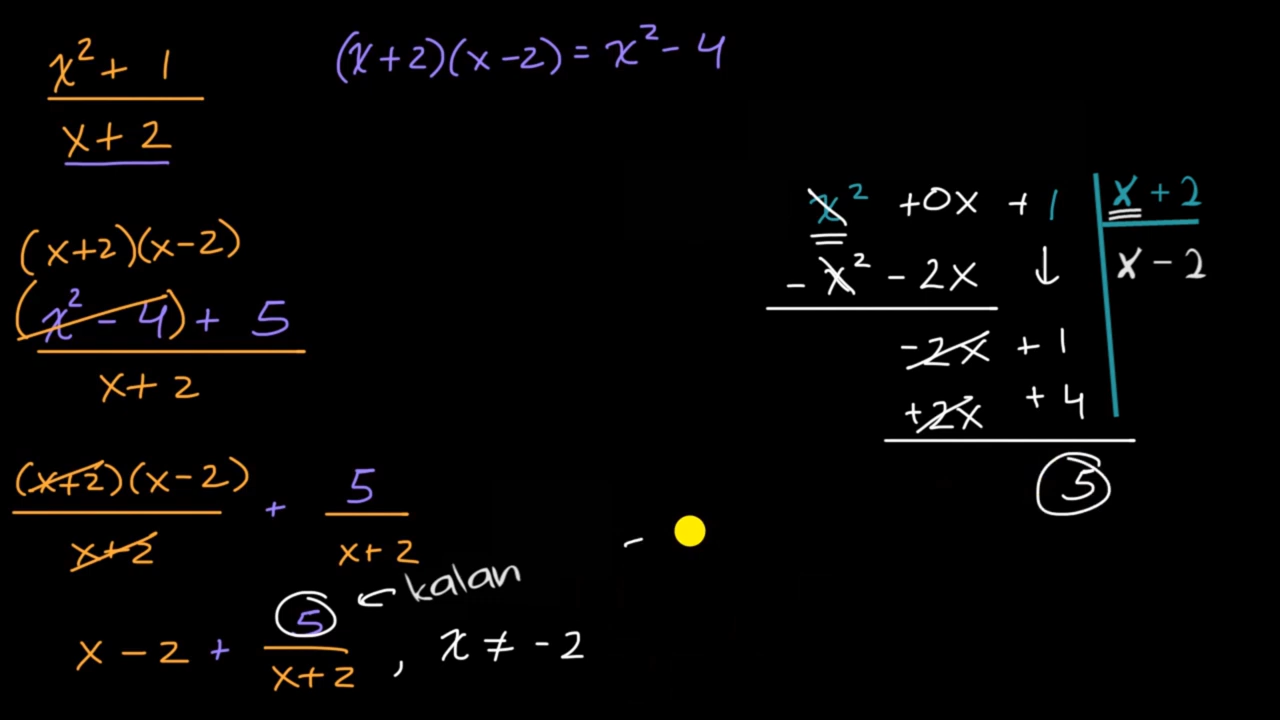 x² + 1
x + 2
(x+2)(x-2) = x² - 4
(x+2)(x-2)
(x² - 4) + 5
x + 2
(x+2)(x-2) + 5
x+2 x+2
← kalan
x - 2 + 5 , x ≠ -2
x+2
x² +0x + 1 x + 2
- x² - 2x ↓ x - 2
-2x + 1
+2x + 4
5